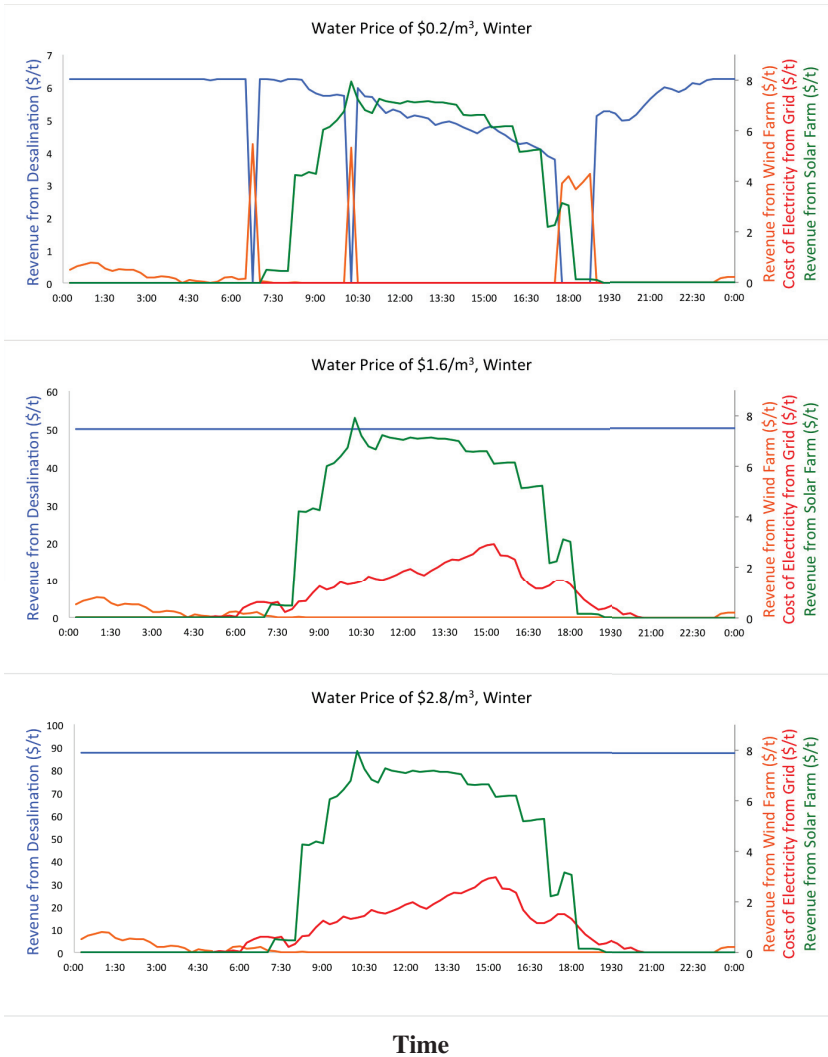 Water Price of $0.2/m³, Winter
Revenue from Desalination ($/t)
7
6
5
4
3
2
1
0
8
6
4
2
0
Revenue from Wind Farm ($/t)
Cost of Electricity from Grid ($/t)
Revenue from Solar Farm ($/t)
0:00 1:30 3:00 4:30 6:00 7:30 9:00 10:30 12:00 13:30 15:00 16:30 18:00 1930 21:00 22:30 0:00
Water Price of $1.6/m³, Winter
Revenue from Desalination ($/t)
60
50
40
30
20
10
0
8
6
4
2
0
Revenue from Wind Farm ($/t)
Cost of Electricity from Grid ($/t)
Revenue from Solar Farm ($/t)
0:00 1:30 3:00 4:30 6:00 7:30 9:00 10:30 12:00 13:30 15:00 16:30 18:00 1930 21:00 22:30 0:00
Water Price of $2.8/m³, Winter
Revenue from Desalination ($/t)
100
90
80
70
60
50
40
30
20
10
0
8
6
4
2
0
Revenue from Wind Farm ($/t)
Cost of Electricity from Grid ($/t)
Revenue from Solar Farm ($/t)
0:00 1:30 3:00 4:30 6:00 7:30 9:00 10:30 12:00 13:30 15:00 16:30 18:00 1930 21:00 22:30 0:00
Time